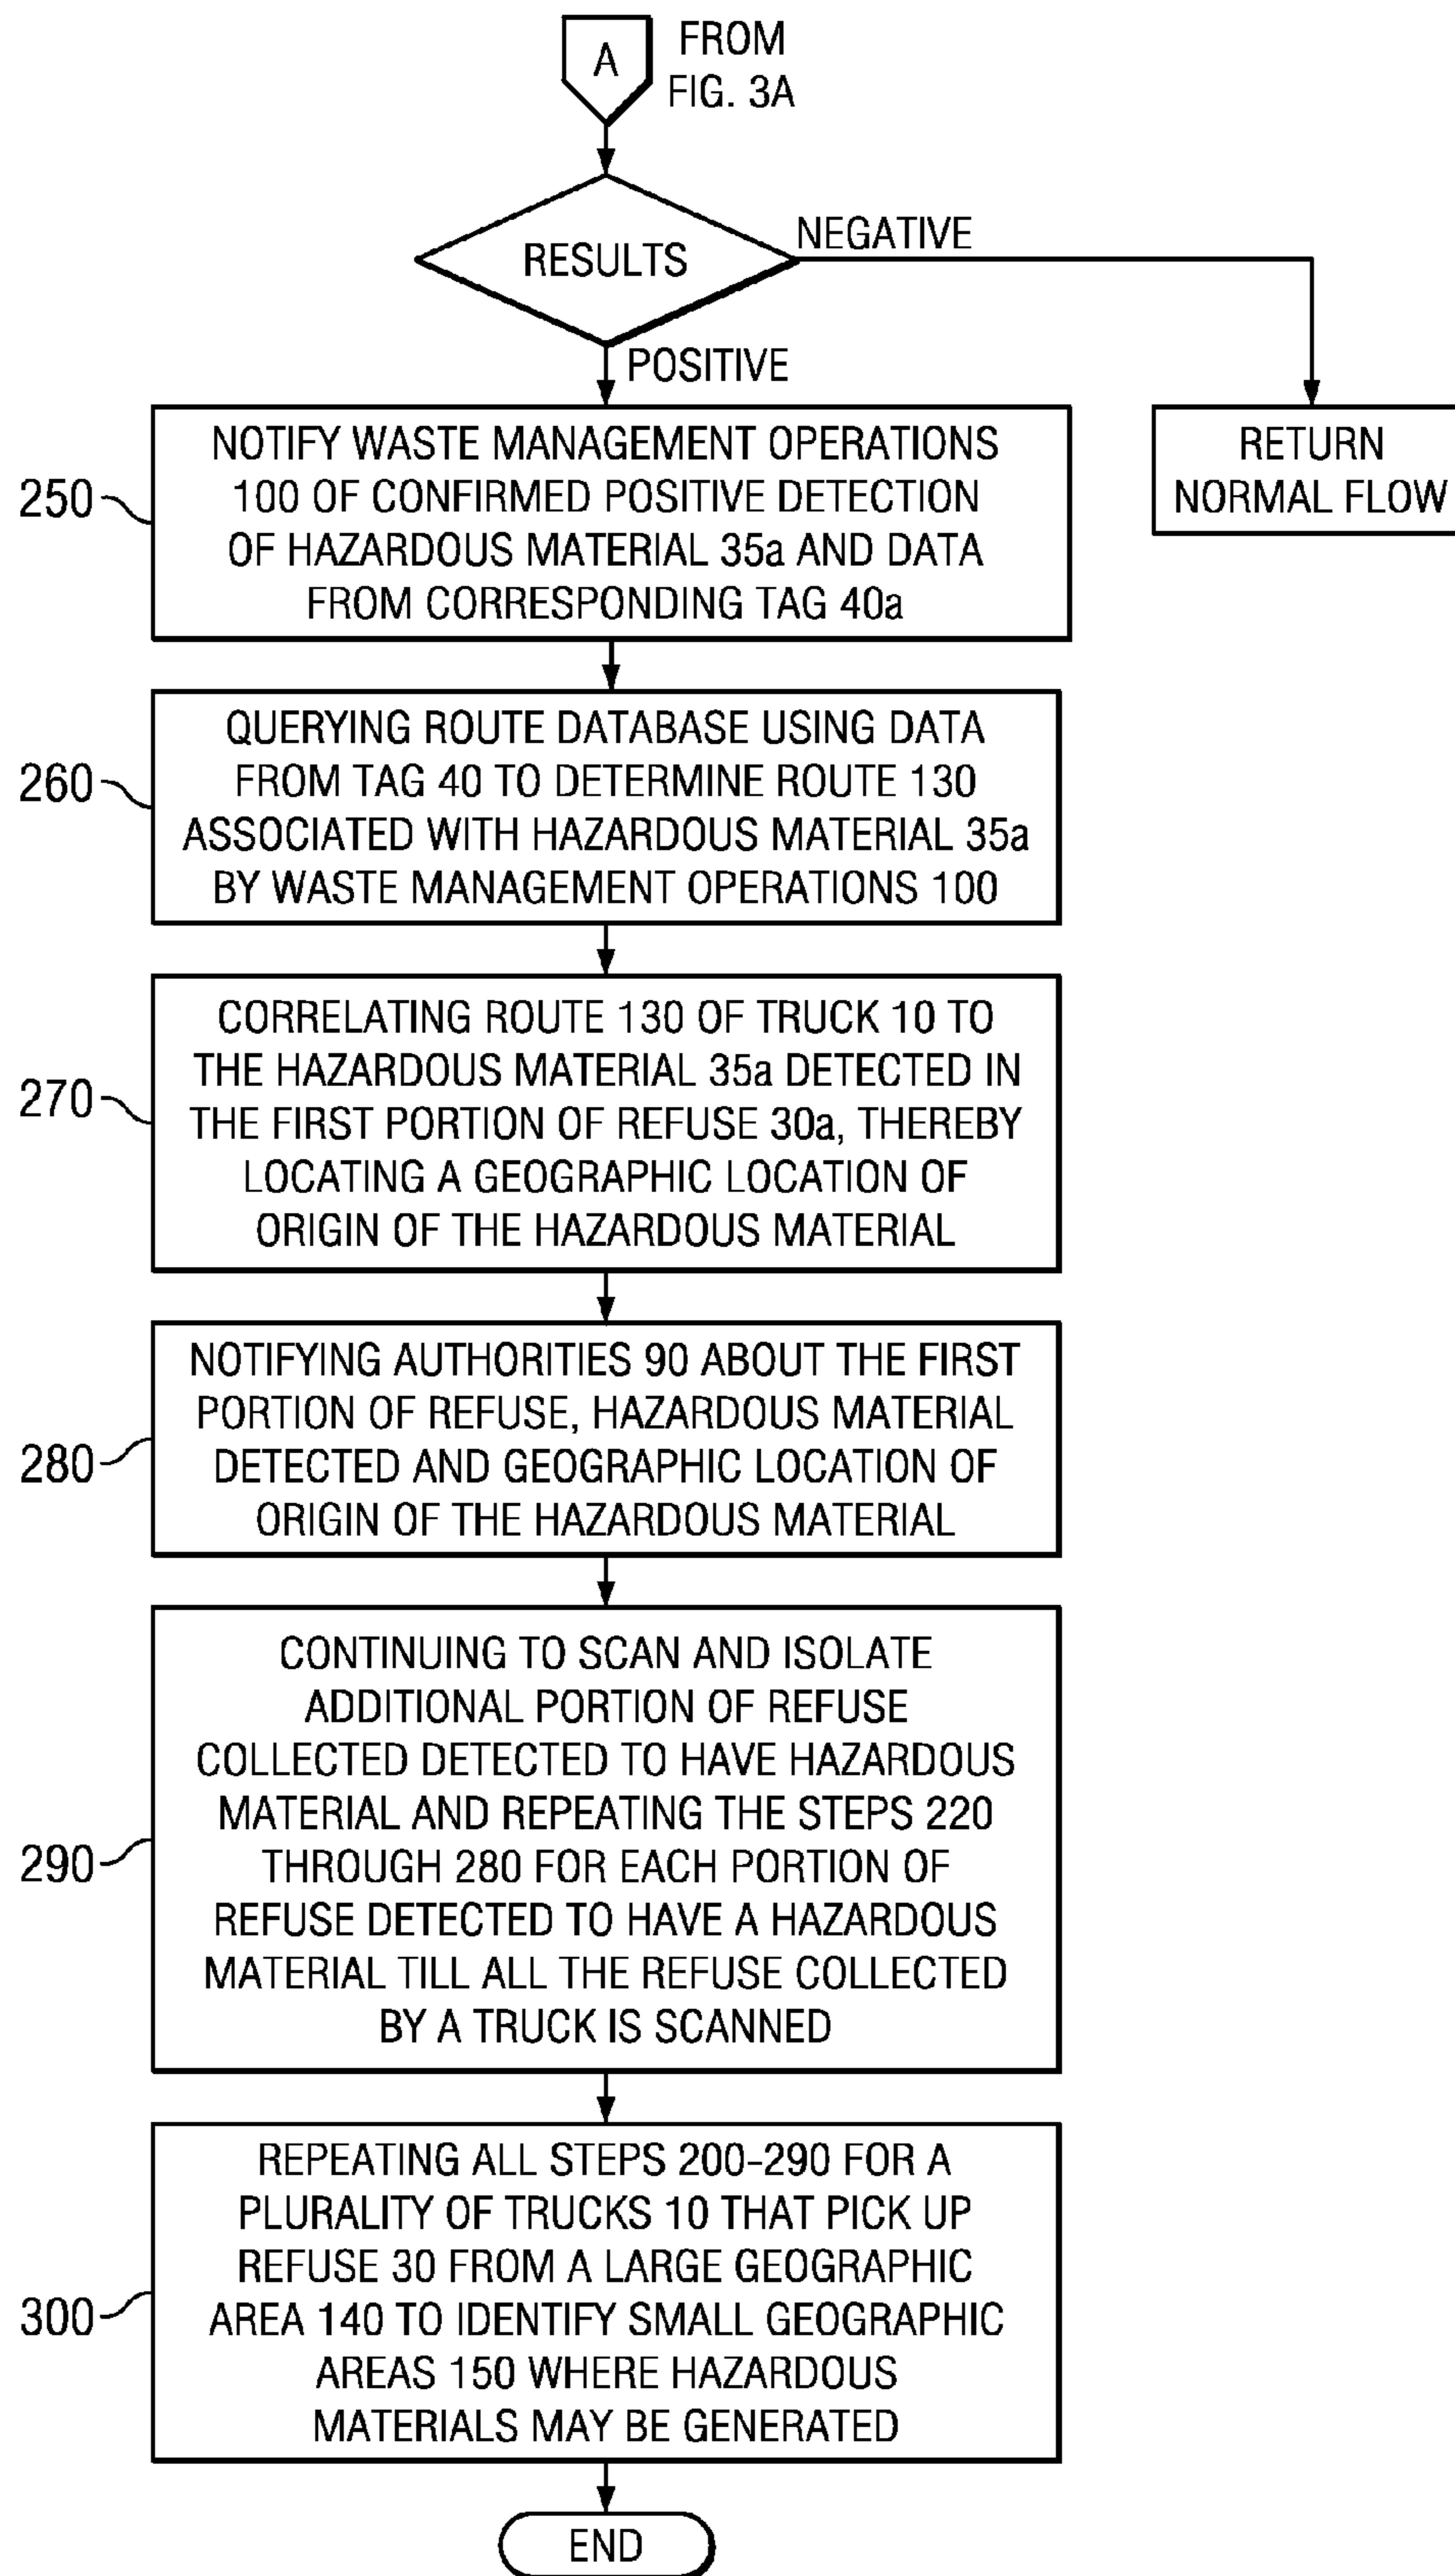 A
FROM
FIG. 3A
RESULTS
NEGATIVE
POSITIVE
RETURN
NORMAL FLOW
250
NOTIFY WASTE MANAGEMENT OPERATIONS
100 OF CONFIRMED POSITIVE DETECTION
OF HAZARDOUS MATERIAL 35a AND DATA
FROM CORRESPONDING TAG 40a
260
QUERYING ROUTE DATABASE USING DATA
FROM TAG 40 TO DETERMINE ROUTE 130
ASSOCIATED WITH HAZARDOUS MATERIAL 35a
BY WASTE MANAGEMENT OPERATIONS 100
270
CORRELATING ROUTE 130 OF TRUCK 10 TO
THE HAZARDOUS MATERIAL 35a DETECTED IN
THE FIRST PORTION OF REFUSE 30a, THEREBY
LOCATING A GEOGRAPHIC LOCATION OF
ORIGIN OF THE HAZARDOUS MATERIAL
280
NOTIFYING AUTHORITIES 90 ABOUT THE FIRST
PORTION OF REFUSE, HAZARDOUS MATERIAL
DETECTED AND GEOGRAPHIC LOCATION OF
ORIGIN OF THE HAZARDOUS MATERIAL
290
CONTINUING TO SCAN AND ISOLATE
ADDITIONAL PORTION OF REFUSE
COLLECTED DETECTED TO HAVE HAZARDOUS
MATERIAL AND REPEATING THE STEPS 220
THROUGH 280 FOR EACH PORTION OF
REFUSE DETECTED TO HAVE A HAZARDOUS
MATERIAL TILL ALL THE REFUSE COLLECTED
BY A TRUCK IS SCANNED
300
REPEATING ALL STEPS 200-290 FOR A
PLURALITY OF TRUCKS 10 THAT PICK UP
REFUSE 30 FROM A LARGE GEOGRAPHIC
AREA 140 TO IDENTIFY SMALL GEOGRAPHIC
AREAS 150 WHERE HAZARDOUS
MATERIALS MAY BE GENERATED
END